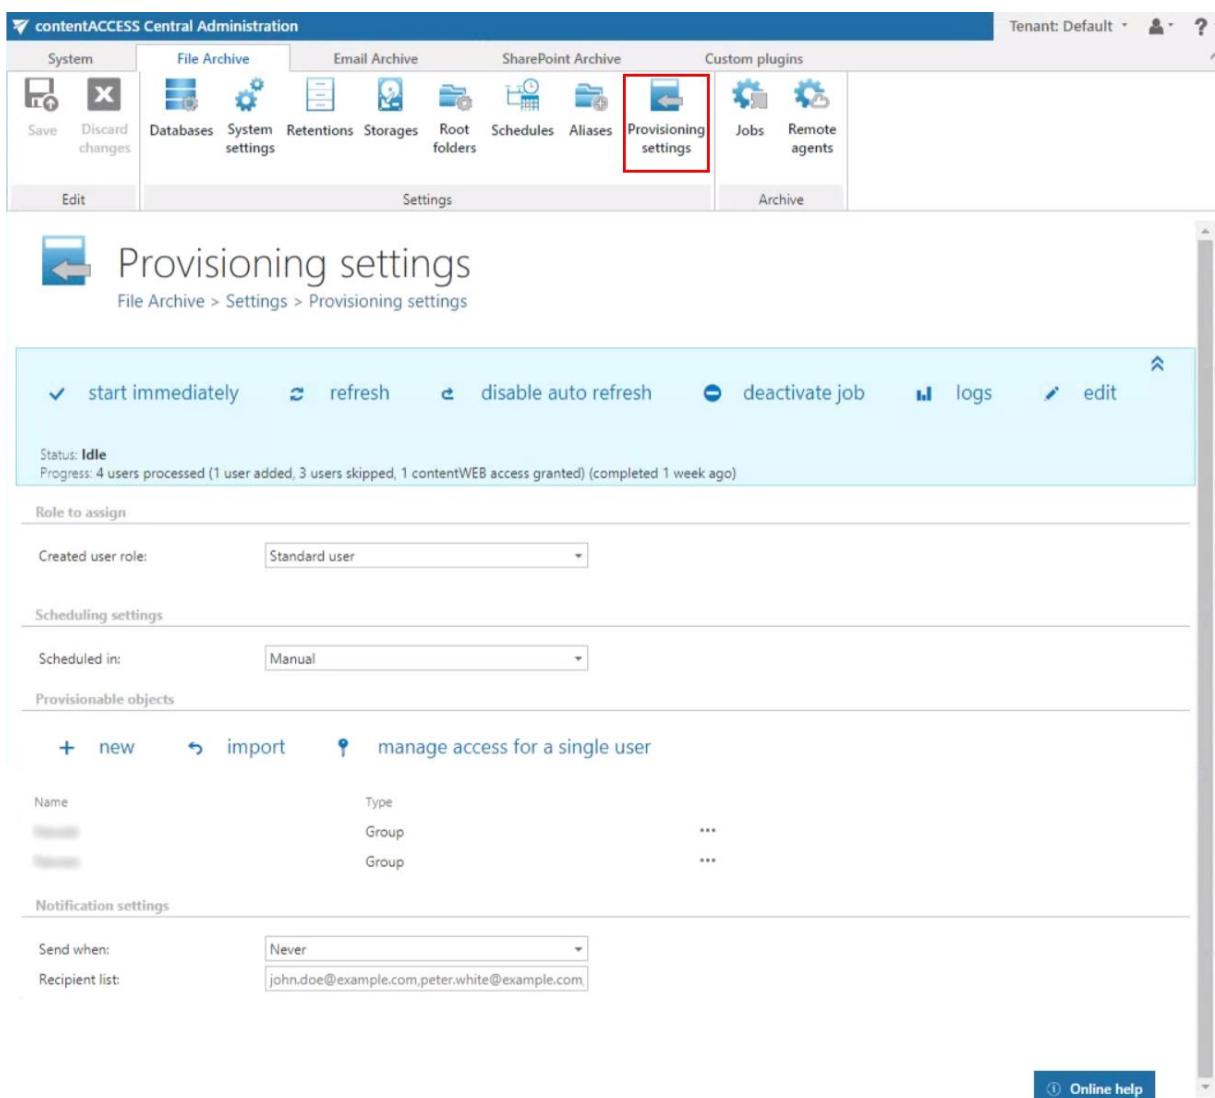 contentACCESS Central Administration
Tenant: Default
?
System
File Archive
Email Archive
SharePoint Archive
Custom plugins
Save
Discard changes
Databases
System settings
Retentions
Storages
Root folders
Schedules
Aliases
Provisioning settings
Jobs
Remote agents
Edit
Settings
Archive
Provisioning settings
File Archive > Settings > Provisioning settings
start immediately
refresh
disable auto refresh
deactivate job
logs
edit
Status: Idle
Progress: 4 users processed (1 user added, 3 users skipped, 1 contentWEB access granted) (completed 1 week ago)
Role to assign
Created user role:
Standard user
Scheduling settings
Scheduled in:
Manual
Provisionable objects
+ new
import
manage access for a single user
Name
Type
Group
Group
Notification settings
Send when:
Never
Recipient list:
john.doe@example.com,peter.white@example.com,
Online help